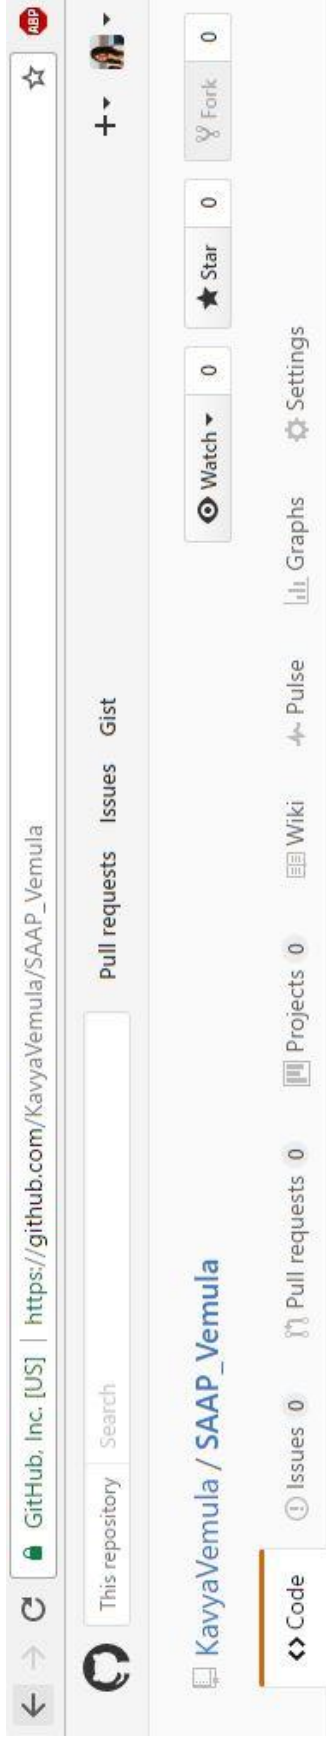 GitHub, Inc. [US] | https://github.com/KavyaVemula/SAAP_Vemula ABP
This repository Search Pull requests Issues Gist
KavyaVemula / SAAP_Vemula Watch 0 Star 0 Fork 0
Code Issues 0 Pull requests 0 Projects 0 Wiki Pulse Graphs Settings